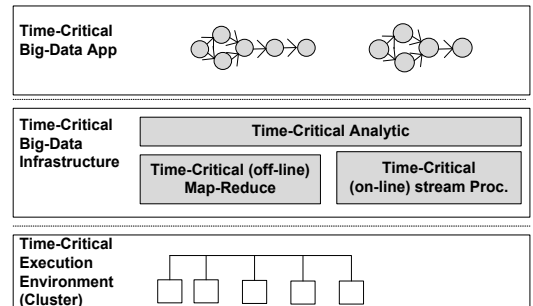 Time-Critical
Big-Data App
Time-Critical
Big-Data
Infrastructure
Time-Critical Analytic
Time-Critical (off-line)
Map-Reduce
Time-Critical
(on-line) stream Proc.
Time-Critical
Execution
Environment
(Cluster)